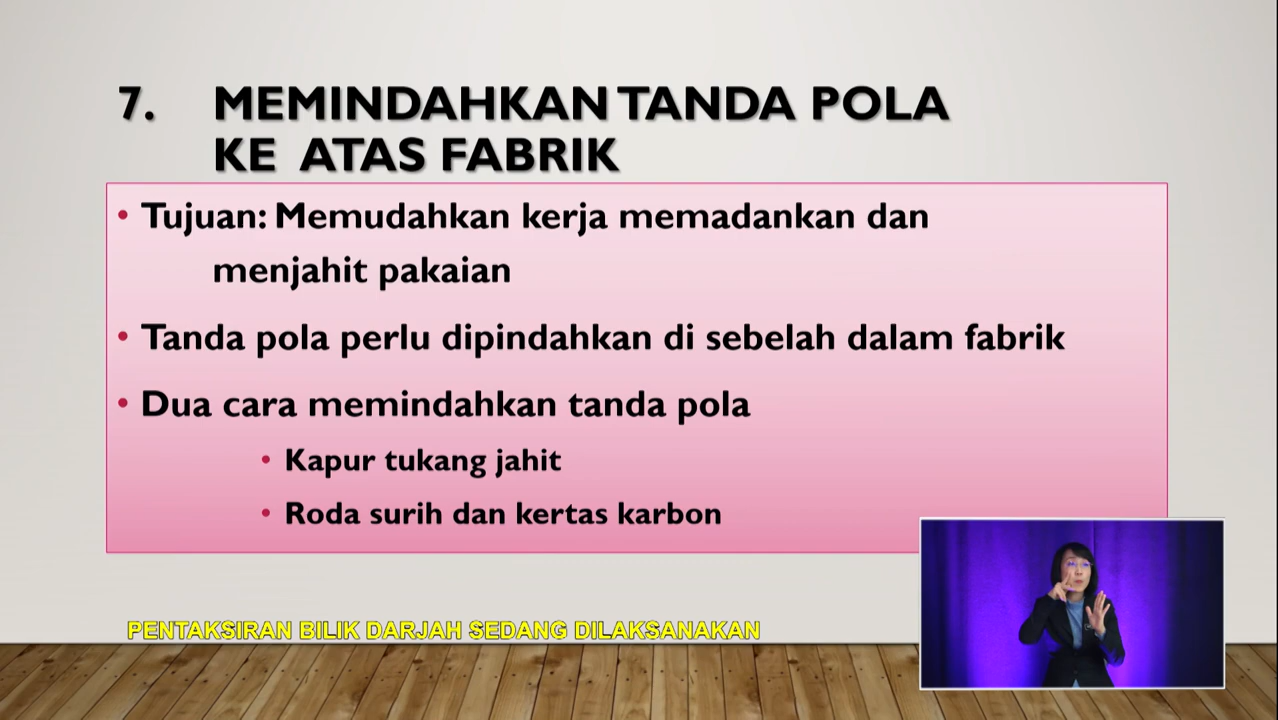 7. MEMINDAHKAN TANDA POLA
KE ATAS FABRIK
• Tujuan: Memudahkan kerja memadankan dan
menjahit pakaian
• Tanda pola perlu dipindahkan di sebelah dalam fabrik
• Dua cara memindahkan tanda pola
• Kapur tukang jahit
• Roda surih dan kertas karbon
PENTAKSIRAN BILIK DARJAH SEDANG DILAKSANAKAN